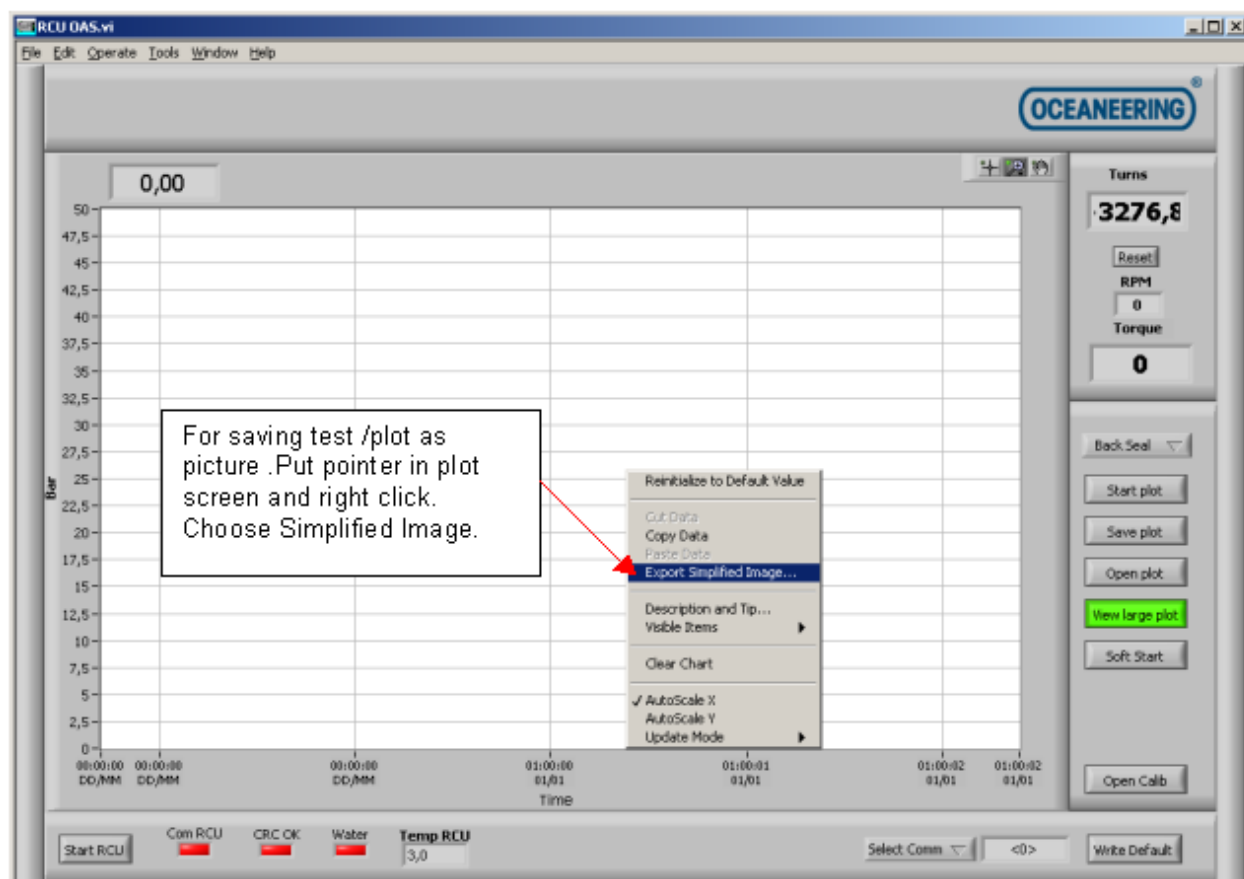 RCU OAS.vi
File Edit Operate Tools Window Help
OCEANEERING®
0,00
Turns
-3276,8
Reset
RPM
0
Torque
0
50
47,5
45
42,5
40
37,5
35
32,5
30
27,5
25
22,5
20
17,5
15
12,5
10
7,5
5
2,5
0
Bar
For saving test /plot as
picture .Put pointer in plot
screen and right click.
Choose Simplified Image.
Reinitialize to Default Value
Cut Data
Copy Data
Paste Data
Export Simplified Image...
Description and Tip...
Visible Items
Clear Chart
AutoScale X
AutoScale Y
Update Mode
Back Seal
Start plot
Save plot
Open plot
View large plot
Soft Start
Open Calib
00:00:00 00:00:00 00:00:00 01:00:00 01:00:01 01:00:02 01:00:02
DD/MM DD/MM DD/MM 01/01 01/01 01/01 01/01
Time
Start RCU
Com RCU
CRC OK
Water
Temp RCU
3,0
Select Comm
<0>
Write Default